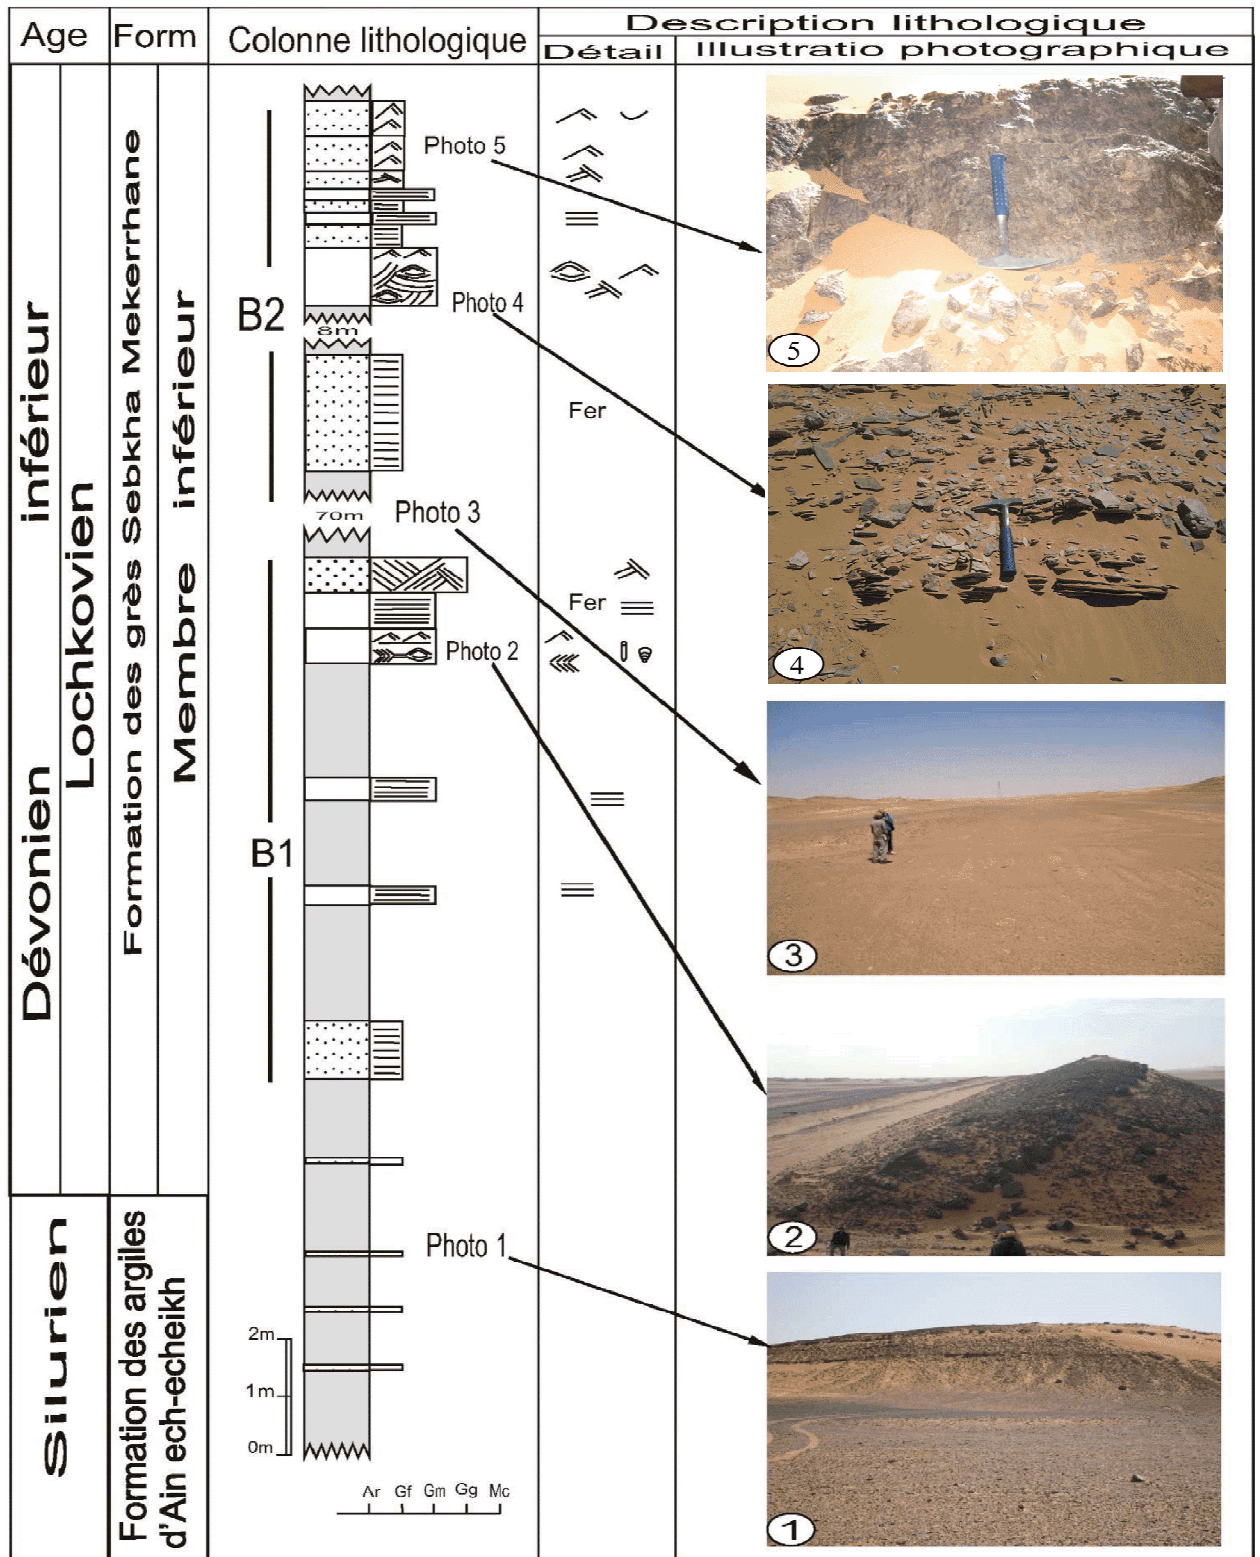 Age
Form
Colonne lithologique
Description lithologique
Détail
Illustratio photographique
Dévonien inférieur
Lochkovien
Formation des grès Sebkha Mekerrhane
Membre inférieur
Silurien
Formation des argiles
d'Ain ech-echeikh
Photo 5
B2
Photo 4
8m
Fer
70m
Photo 3
Fer
Photo 2
B1
Photo 1
2m
1m
0m
Ar Gf Gm Gg Mc
5
4
3
2
1